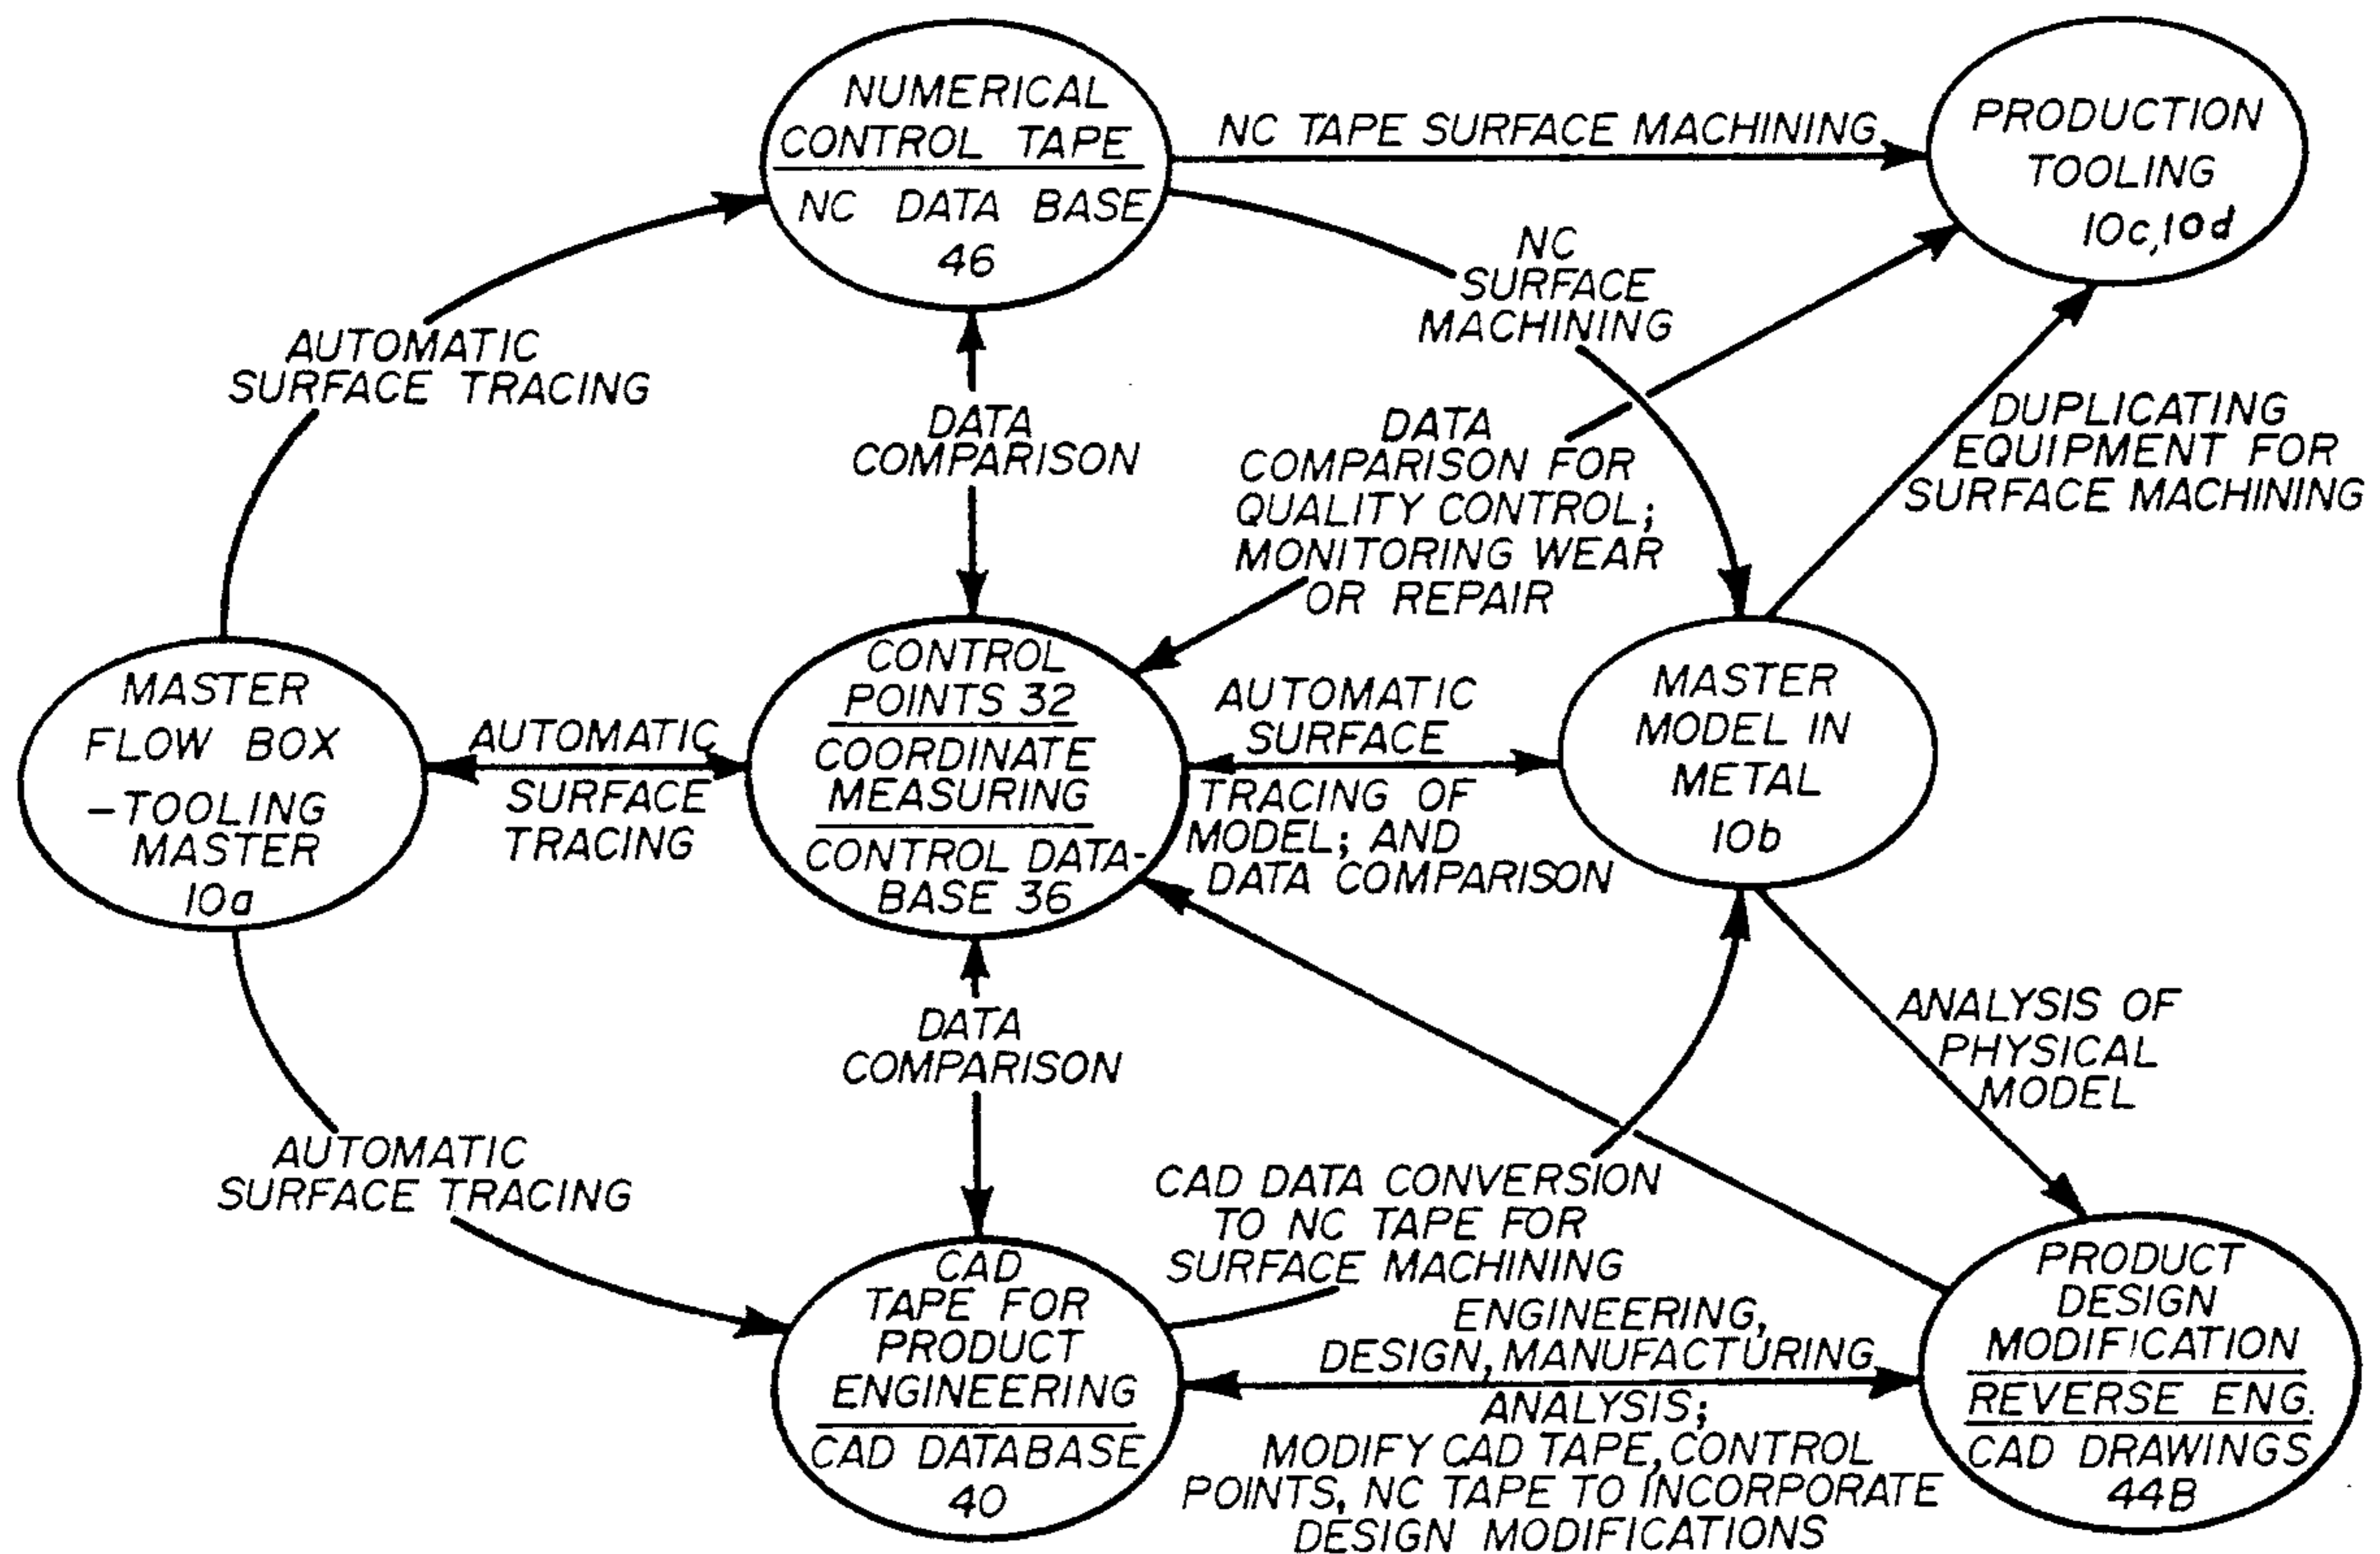 NUMERICAL
CONTROL TAPE
NC DATA BASE
46
NC TAPE SURFACE MACHINING
PRODUCTION
TOOLING
10c,10d
NC
SURFACE
MACHINING
AUTOMATIC
SURFACE TRACING
DATA
COMPARISON
DATA
COMPARISON FOR
QUALITY CONTROL;
MONITORING WEAR
OR REPAIR
DUPLICATING
EQUIPMENT FOR
SURFACE MACHINING
MASTER
FLOW BOX
-TOOLING
MASTER
10a
AUTOMATIC
SURFACE
TRACING
CONTROL
POINTS 32
COORDINATE
MEASURING
CONTROL DATA-
BASE 36
AUTOMATIC
SURFACE
TRACING OF
MODEL; AND
DATA COMPARISON
MASTER
MODEL IN
METAL
10b
DATA
COMPARISON
ANALYSIS OF
PHYSICAL
MODEL
AUTOMATIC
SURFACE TRACING
CAD DATA CONVERSION
TO NC TAPE FOR
SURFACE MACHINING
CAD
TAPE FOR
PRODUCT
ENGINEERING
CAD DATABASE
40
ENGINEERING,
DESIGN, MANUFACTURING
ANALYSIS;
MODIFY CAD TAPE, CONTROL
POINTS, NC TAPE TO INCORPORATE
DESIGN MODIFICATIONS
PRODUCT
DESIGN
MODIFICATION
REVERSE ENG.
CAD DRAWINGS
44B